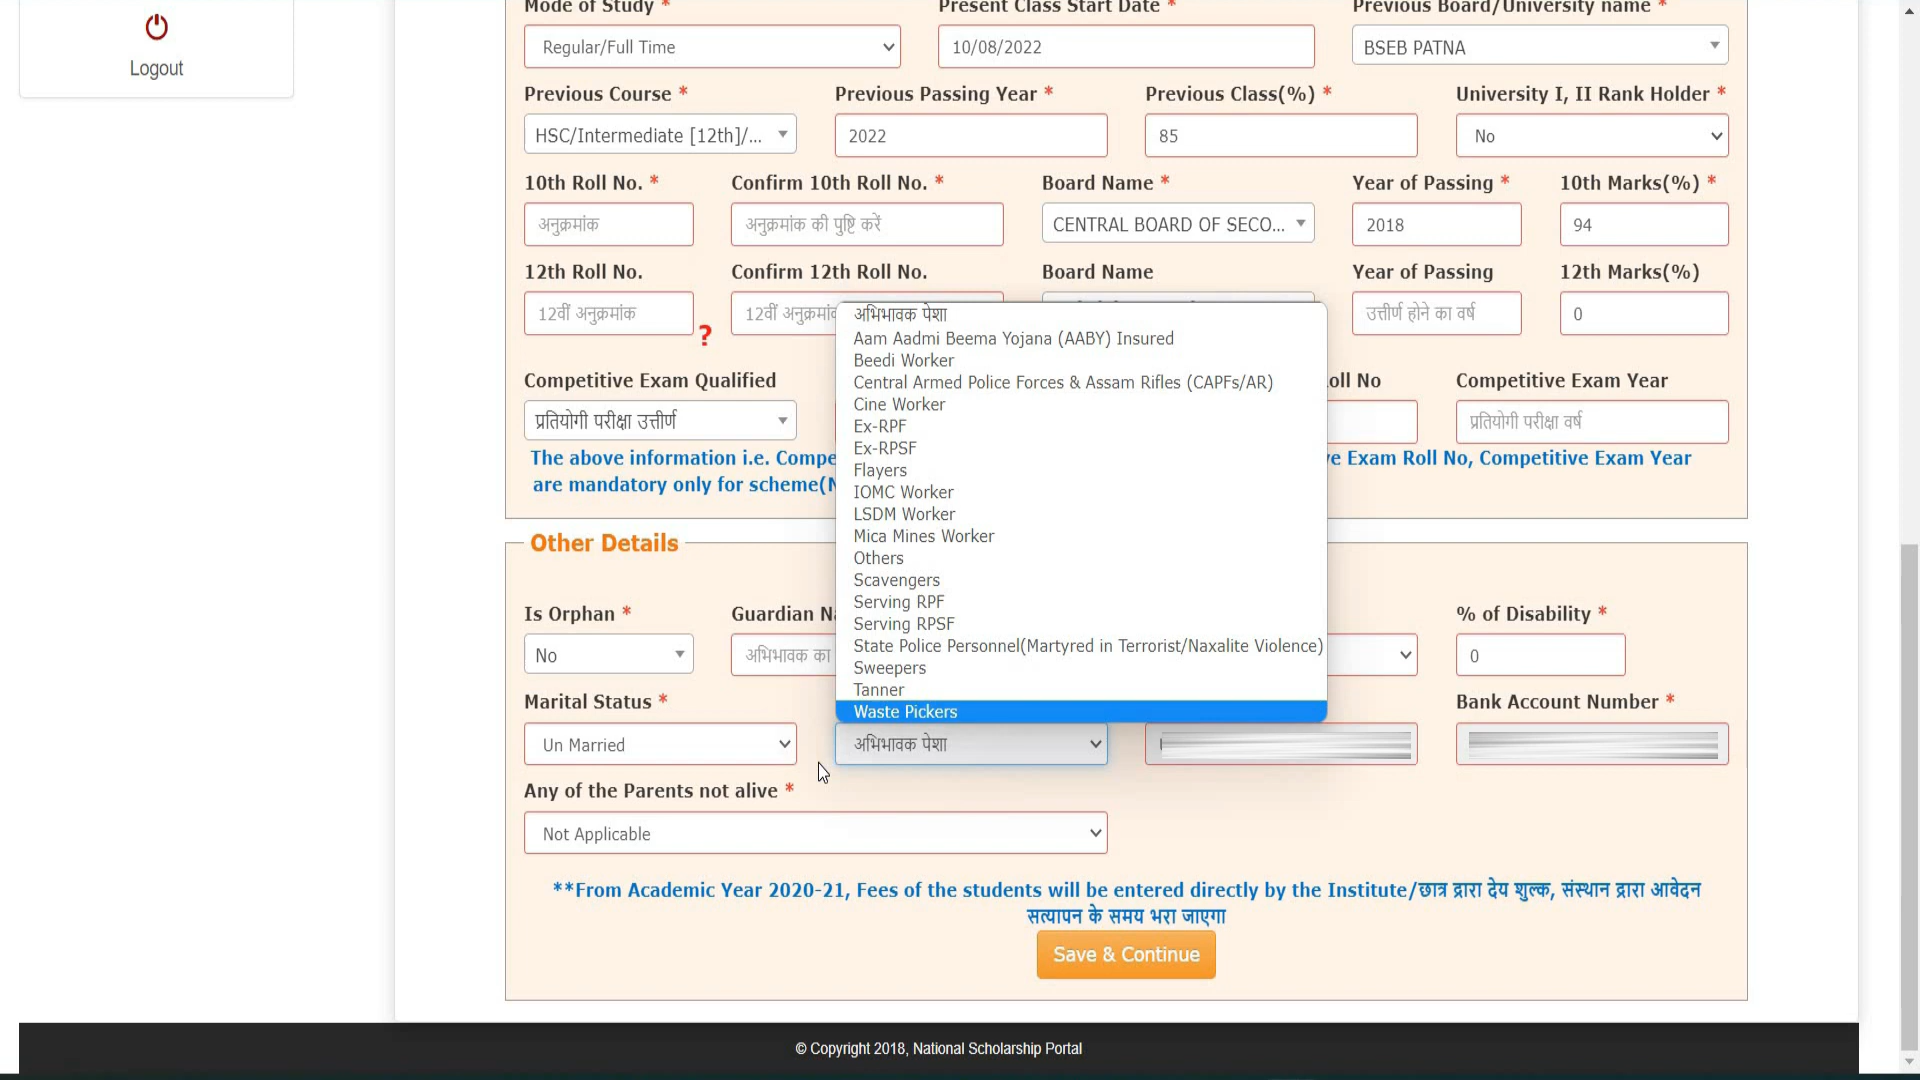 Logout
Mode of Study * Present Class Start Date * Previous Board/University name *
Regular/Full Time 10/08/2022 BSEB PATNA
Previous Course * Previous Passing Year * Previous Class(%) * University I, II Rank Holder *
HSC/Intermediate [12th]/... 2022 85 No
10th Roll No. * Confirm 10th Roll No. * Board Name * Year of Passing * 10th Marks(%) *
अनुक्रमांक अनुक्रमांक की पुष्टि करें CENTRAL BOARD OF SECO... 2018 94
12th Roll No. Confirm 12th Roll No. Board Name Year of Passing 12th Marks(%)
12वीं अनुक्रमांक ? 12वीं उत्तीर्ण होने का वर्ष 0
Competitive Exam Qualified oll No Competitive Exam Year
प्रतियोगी परीक्षा उत्तीर्ण प्रतियोगी परीक्षा वर्ष
The above information i.e. Compe e Exam Roll No, Competitive Exam Year
are mandatory only for scheme(
अभिभावक पेशा
Aam Aadmi Beema Yojana (AABY) Insured
Beedi Worker
Central Armed Police Forces & Assam Rifles (CAPFs/AR)
Cine Worker
Ex-RPF
Ex-RPSF
Flayers
IOMC Worker
LSDM Worker
Mica Mines Worker
Others
Scavengers
Serving RPF
Serving RPSF
State Police Personnel(Martyred in Terrorist/Naxalite Violence)
Sweepers
Tanner
Waste Pickers
Other Details
Is Orphan * Guardian Na % of Disability *
No अभिभावक का 0
Marital Status * Bank Account Number *
Un Married अभिभावक पेशा
Any of the Parents not alive *
Not Applicable
**From Academic Year 2020-21, Fees of the students will be entered directly by the Institute/छात्र द्वारा देय शुल्क, संस्थान द्वारा आवेदन
सत्यापन के समय भरा जाएगा
Save & Continue
© Copyright 2018, National Scholarship Portal